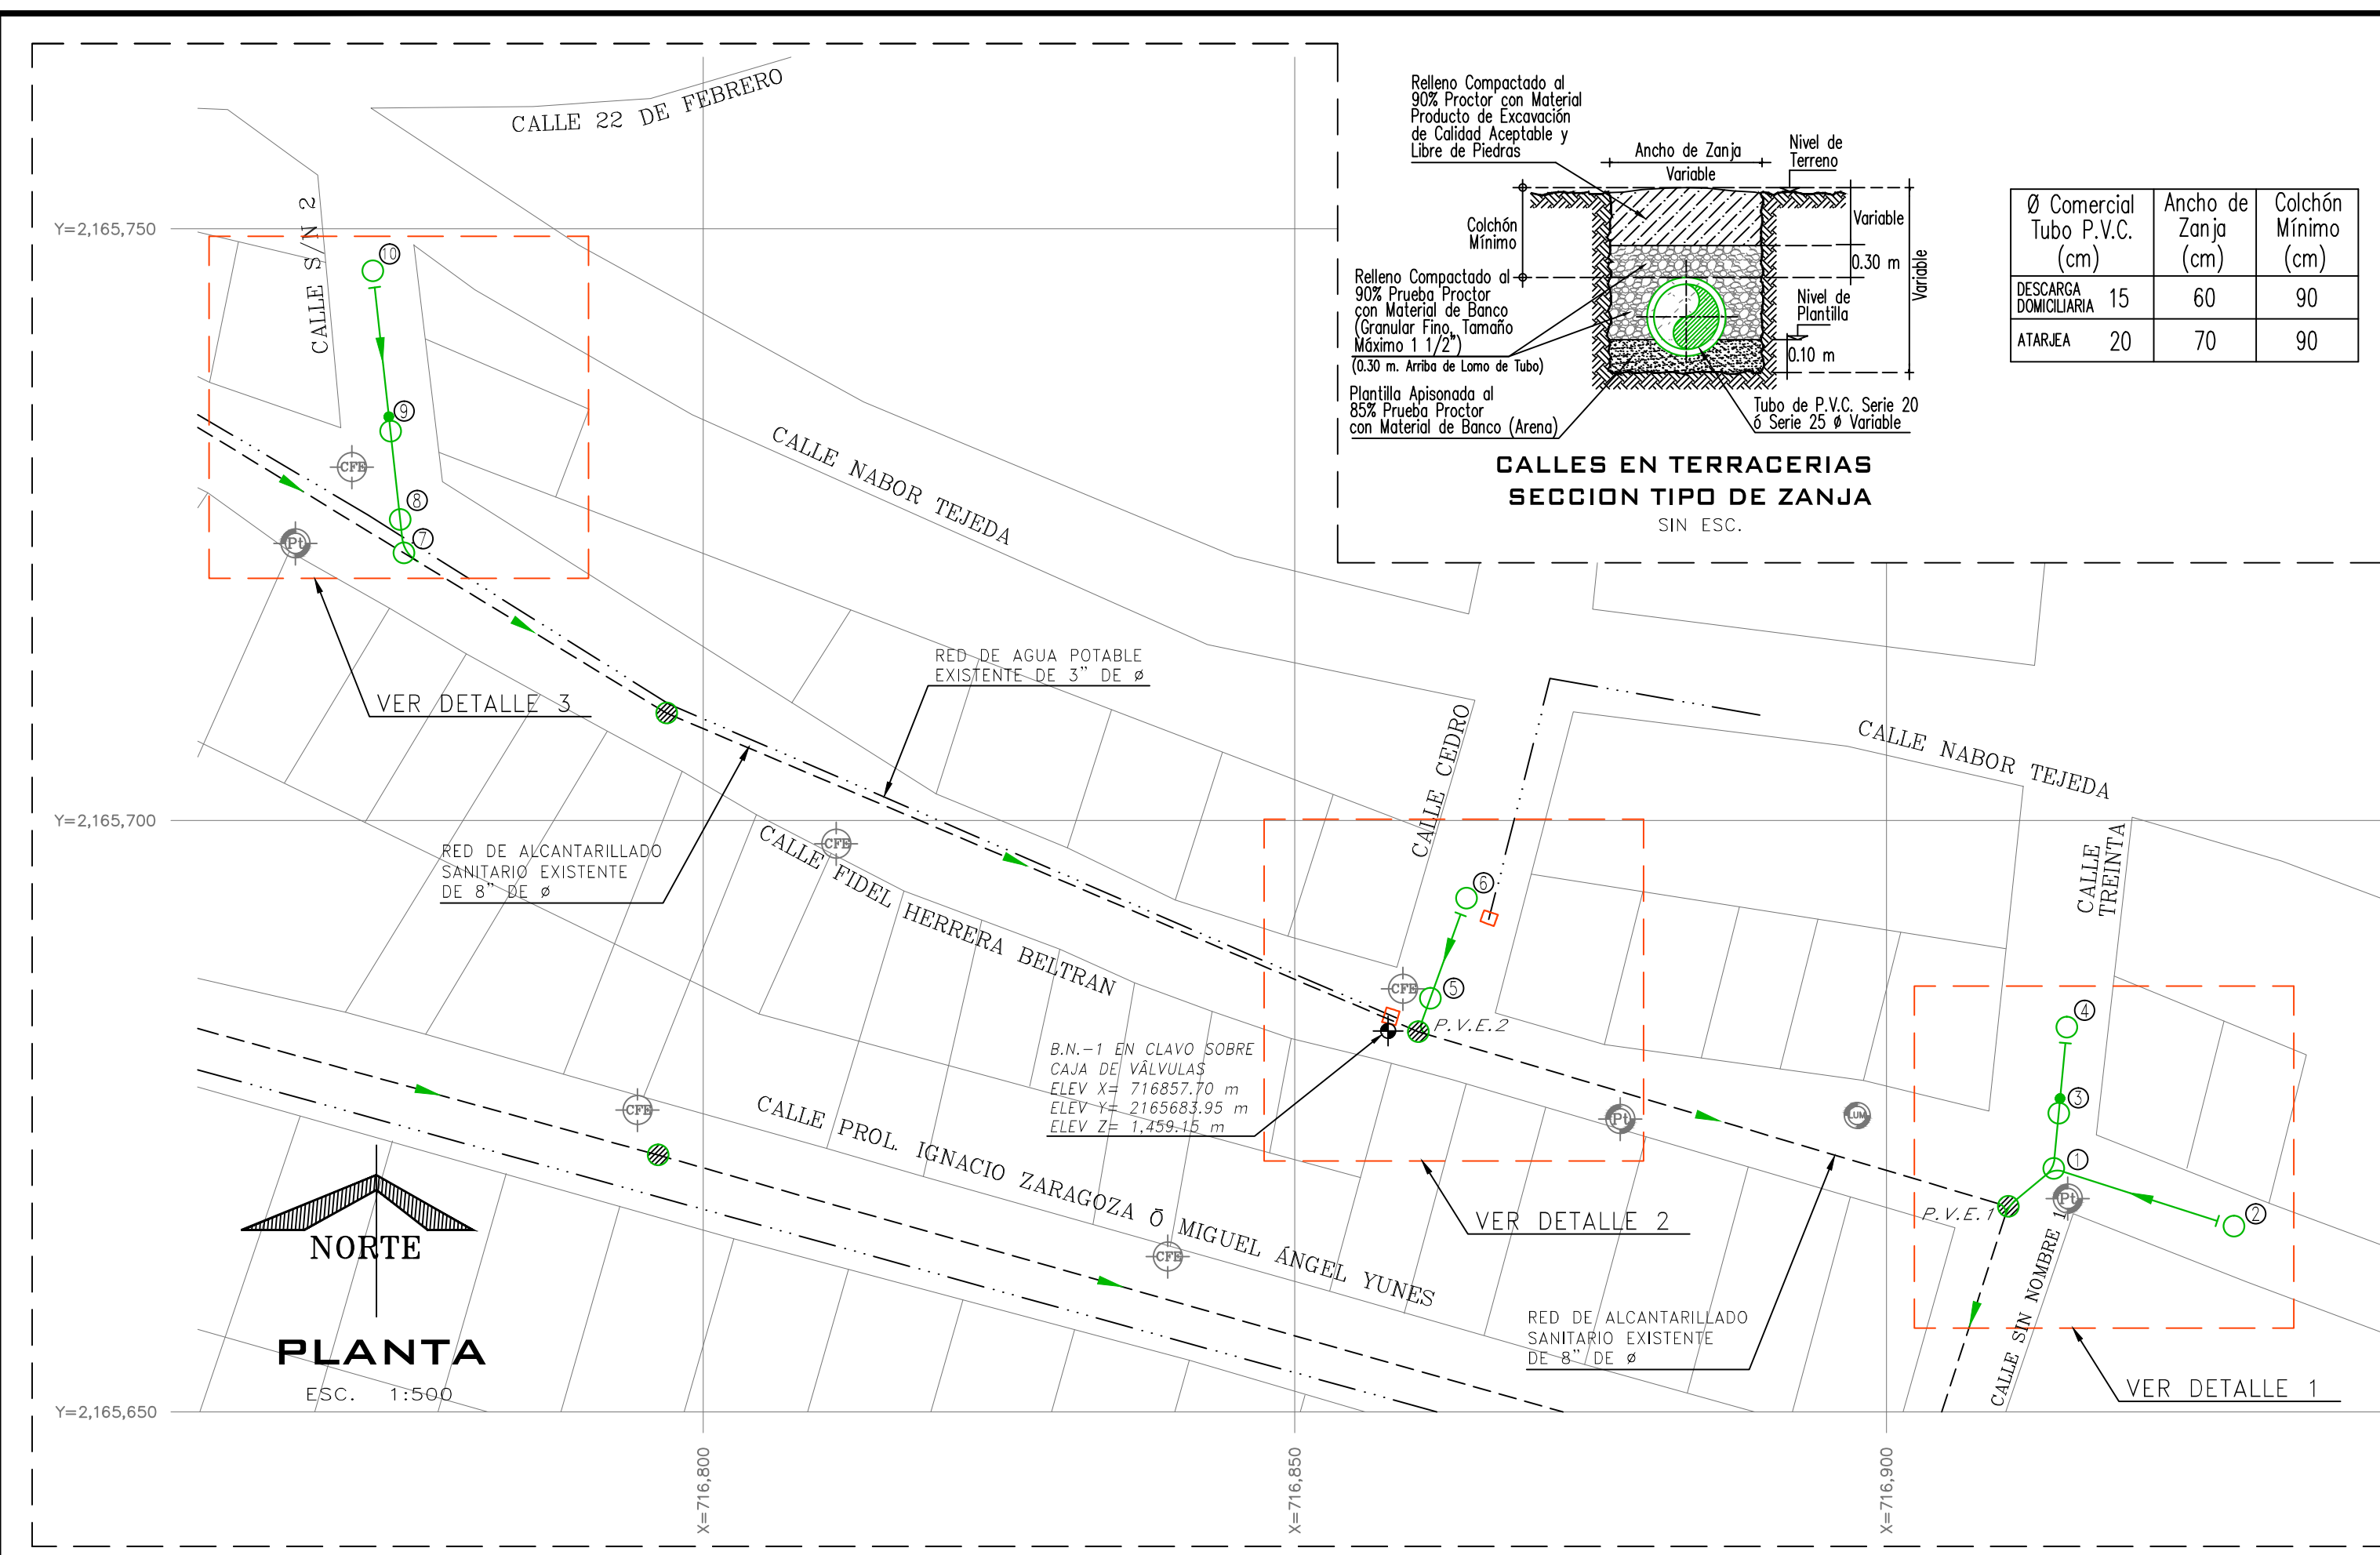 CALLE 22 DE FEBRERO
Y=2,165,750
CALLE S/N 2
10
9
CFE
8
7
Pt
CALLE NABOR TEJEDA
VER DETALLE 3
RED DE AGUA POTABLE
EXISTENTE DE 3" DE ø
Relleno Compactado al
90% Proctor con Material
Producto de Excavación
de Calidad Aceptable y
Libre de Piedras
Ancho de Zanja
Variable
Nivel de
Terreno
Colchón
Mínimo
Variable
0.30 m
Variable
Relleno Compactado al
90% Prueba Proctor
con Material de Banco
(Granular Fino, Tamaño
Máximo 1 1/2")
(0.30 m. Arriba de Lomo de Tubo)
Nivel de
Plantilla
0.10 m
Plantilla Apisonada al
85% Prueba Proctor
con Material de Banco (Arena)
Tubo de P.V.C. Serie 20
ó Serie 25 ø Variable
CALLES EN TERRACERIAS
SECCION TIPO DE ZANJA
SIN ESC.
Ø Comercial
Tubo P.V.C.
(cm)
Ancho de
Zanja
(cm)
Colchón
Mínimo
(cm)
DESCARGA
DOMICILIARIA 15 60 90
ATARJEA 20 70 90
Y=2,165,700
RED DE ALCANTARILLADO
SANITARIO EXISTENTE
DE 8" DE ø
CFE
CALLE FIDEL HERRERA BELTRAN
CALLE CEDRO
CALLE NABOR TEJEDA
CALLE
TREINTA
6
CFE
5
P.V.E.2
B.N.-1 EN CLAVO SOBRE
CAJA DE VÂLVULAS
ELEV X= 716857.70 m
ELEV Y= 2165683.95 m
ELEV Z= 1,459.15 m
Pt
LUM
4
3
1
Pt
2
P.V.E.1
CFE
CALLE PROL. IGNACIO ZARAGOZA Ō MIGUEL ÁNGEL YUNES
CFE
VER DETALLE 2
RED DE ALCANTARILLADO
SANITARIO EXISTENTE
DE 8" DE ø
CALLE SIN NOMBRE 1
VER DETALLE 1
NORTE
PLANTA
ESC. 1:500
Y=2,165,650
X=716,800
X=716,850
X=716,900